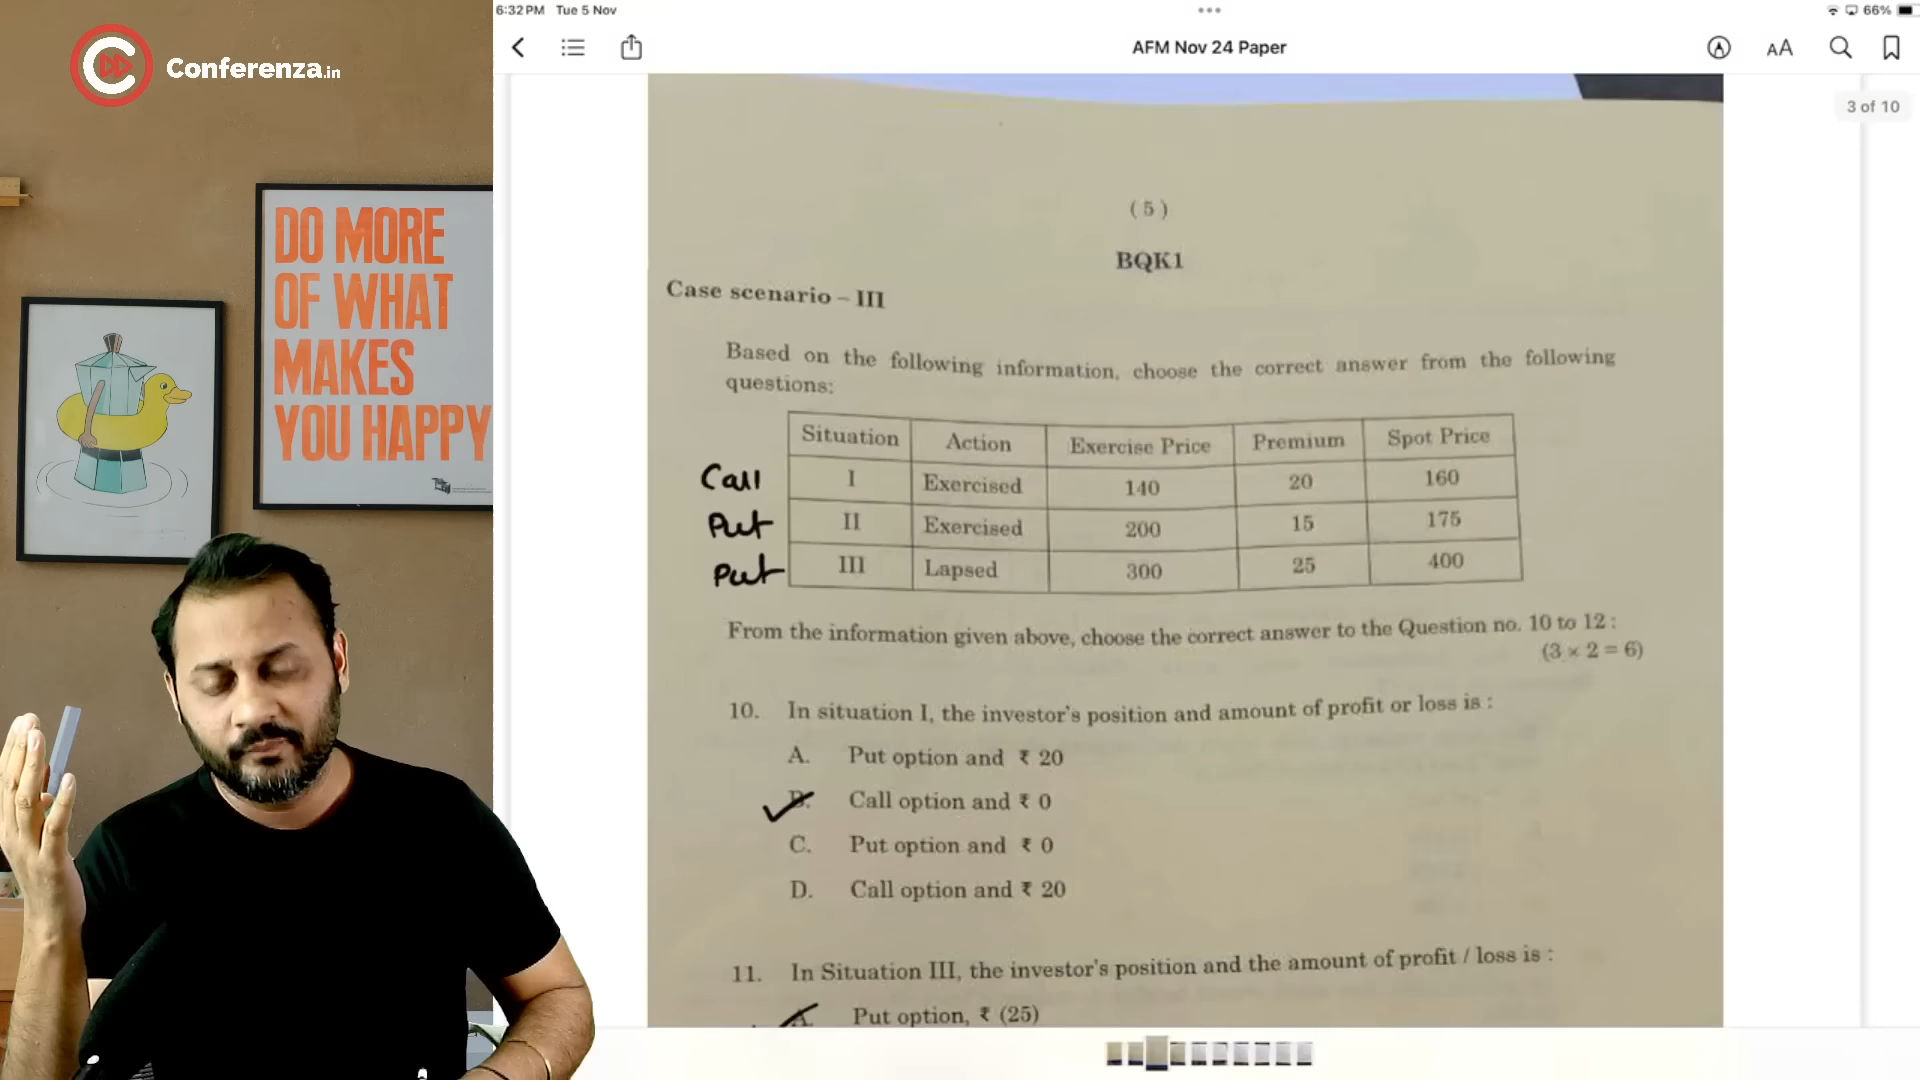 6:32 PM Tue 5 Nov
66%
Conferenza.in
AFM Nov 24 Paper
AA
3 of 10
DO MORE
OF WHAT
MAKES
YOU HAPPY
( 5 )
BQK1
Case scenario – III
Based on the following information, choose the correct answer from the following
questions:
Situation Action Exercise Price Premium Spot Price
Call I Exercised 140 20 160
Put II Exercised 200 15 175
Put III Lapsed 300 25 400
From the information given above, choose the correct answer to the Question no. 10 to 12 :
(3 × 2 = 6)
10. In situation I, the investor's position and amount of profit or loss is :
A. Put option and ₹ 20
B. Call option and ₹ 0
C. Put option and ₹ 0
D. Call option and ₹ 20
11. In Situation III, the investor's position and the amount of profit / loss is :
A. Put option, ₹ (25)